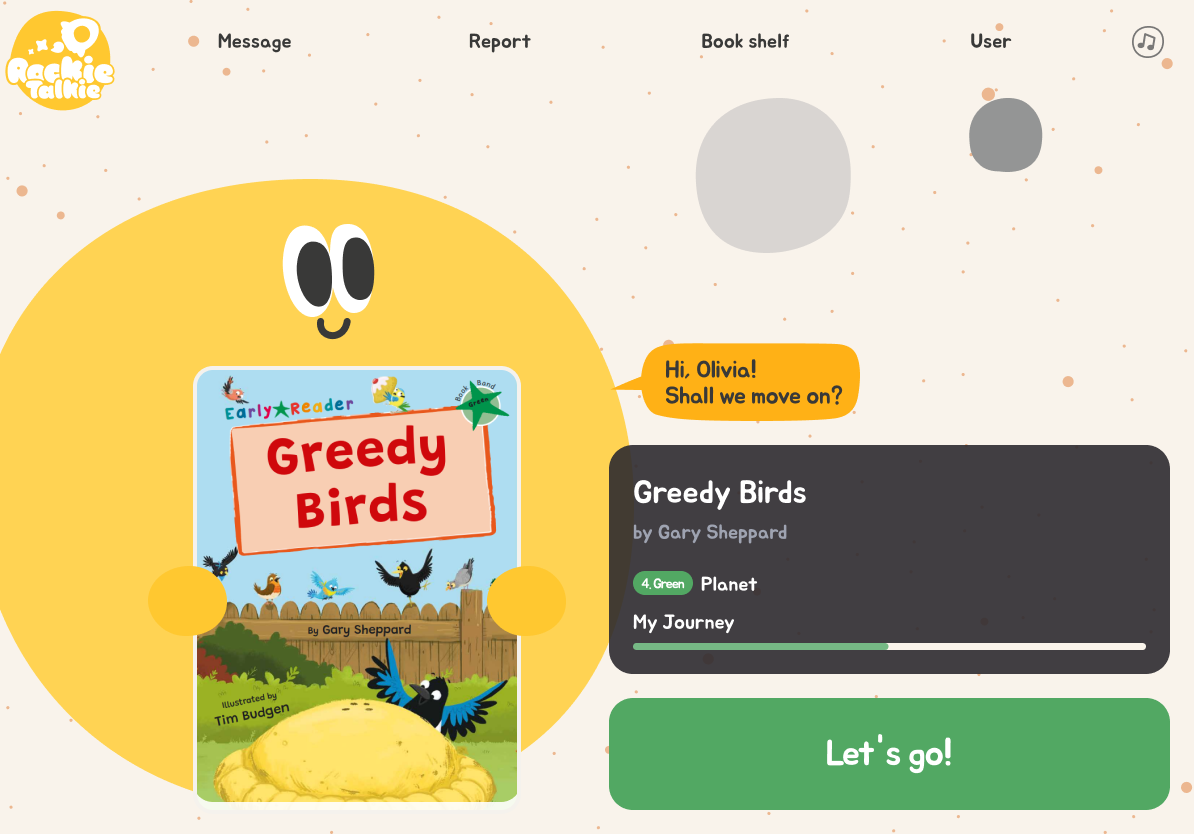 Rockie
Talkie
Message
Report
Book shelf
User
Early Reader
Book Band
Green
Greedy
Birds
By Gary Sheppard
Illustrated by
Tim Budgen
Hi, Olivia!
Shall we move on?
Greedy Birds
by Gary Sheppard
4. Green Planet
My Journey
Let's go!